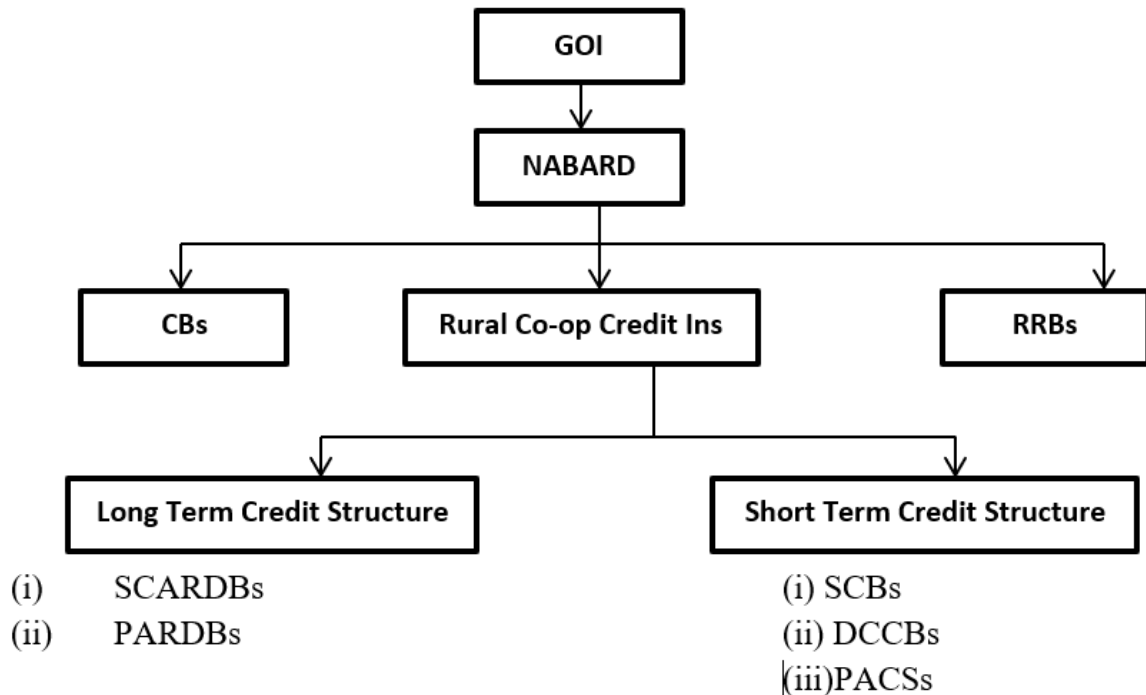 GOI
NABARD
CBs
Rural Co-op Credit Ins
RRBs
Long Term Credit Structure
Short Term Credit Structure
(i) SCARDBs
(ii) PARDBs
(i) SCBs
(ii) DCCBs
(iii)PACSs